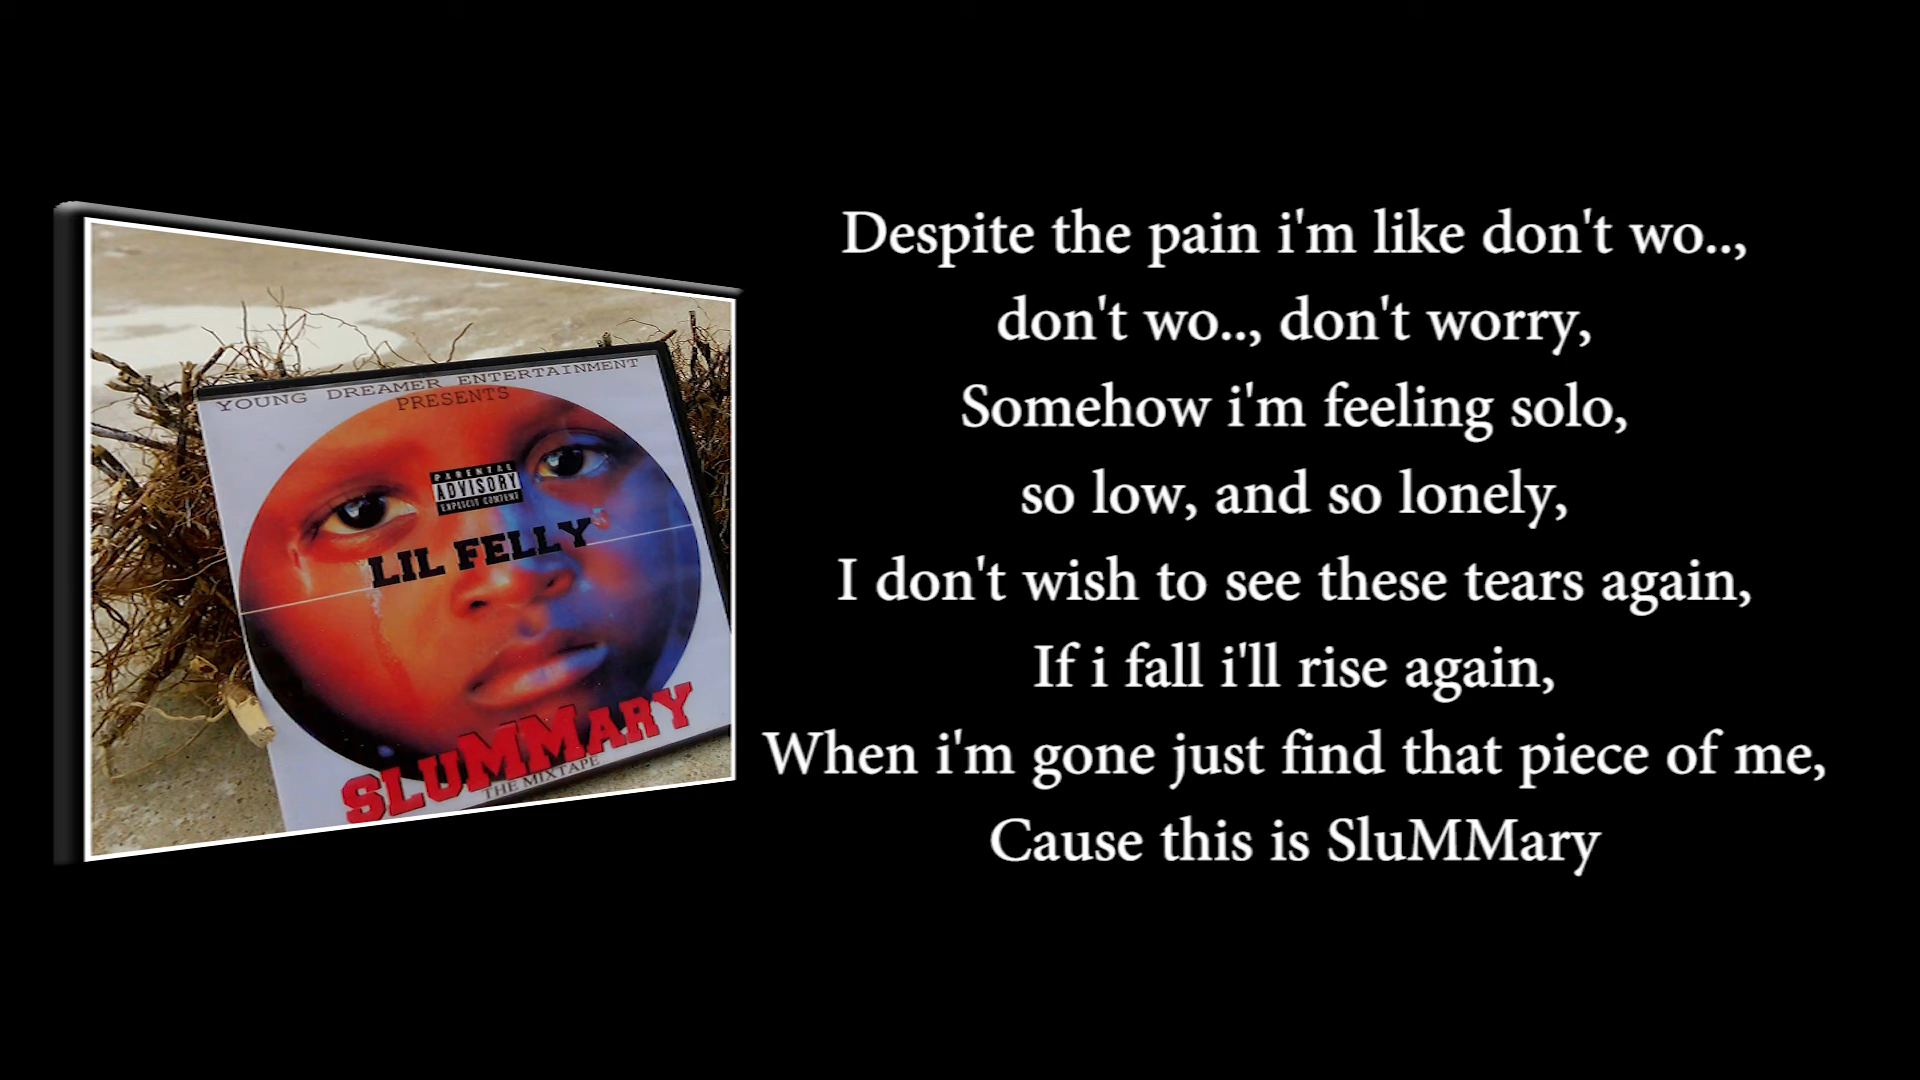 YOUNG DREAMER ENTERTAINMENT
PRESENTS
PARENTAL
ADVISORY
EXPLICIT CONTENT
LIL FELLY
SLUMMARY
THE MIXTAPE
Despite the pain i'm like don't wo..,
don't wo.., don't worry,
Somehow i'm feeling solo,
so low, and so lonely,
I don't wish to see these tears again,
If i fall i'll rise again,
When i'm gone just find that piece of me,
Cause this is SluMMary